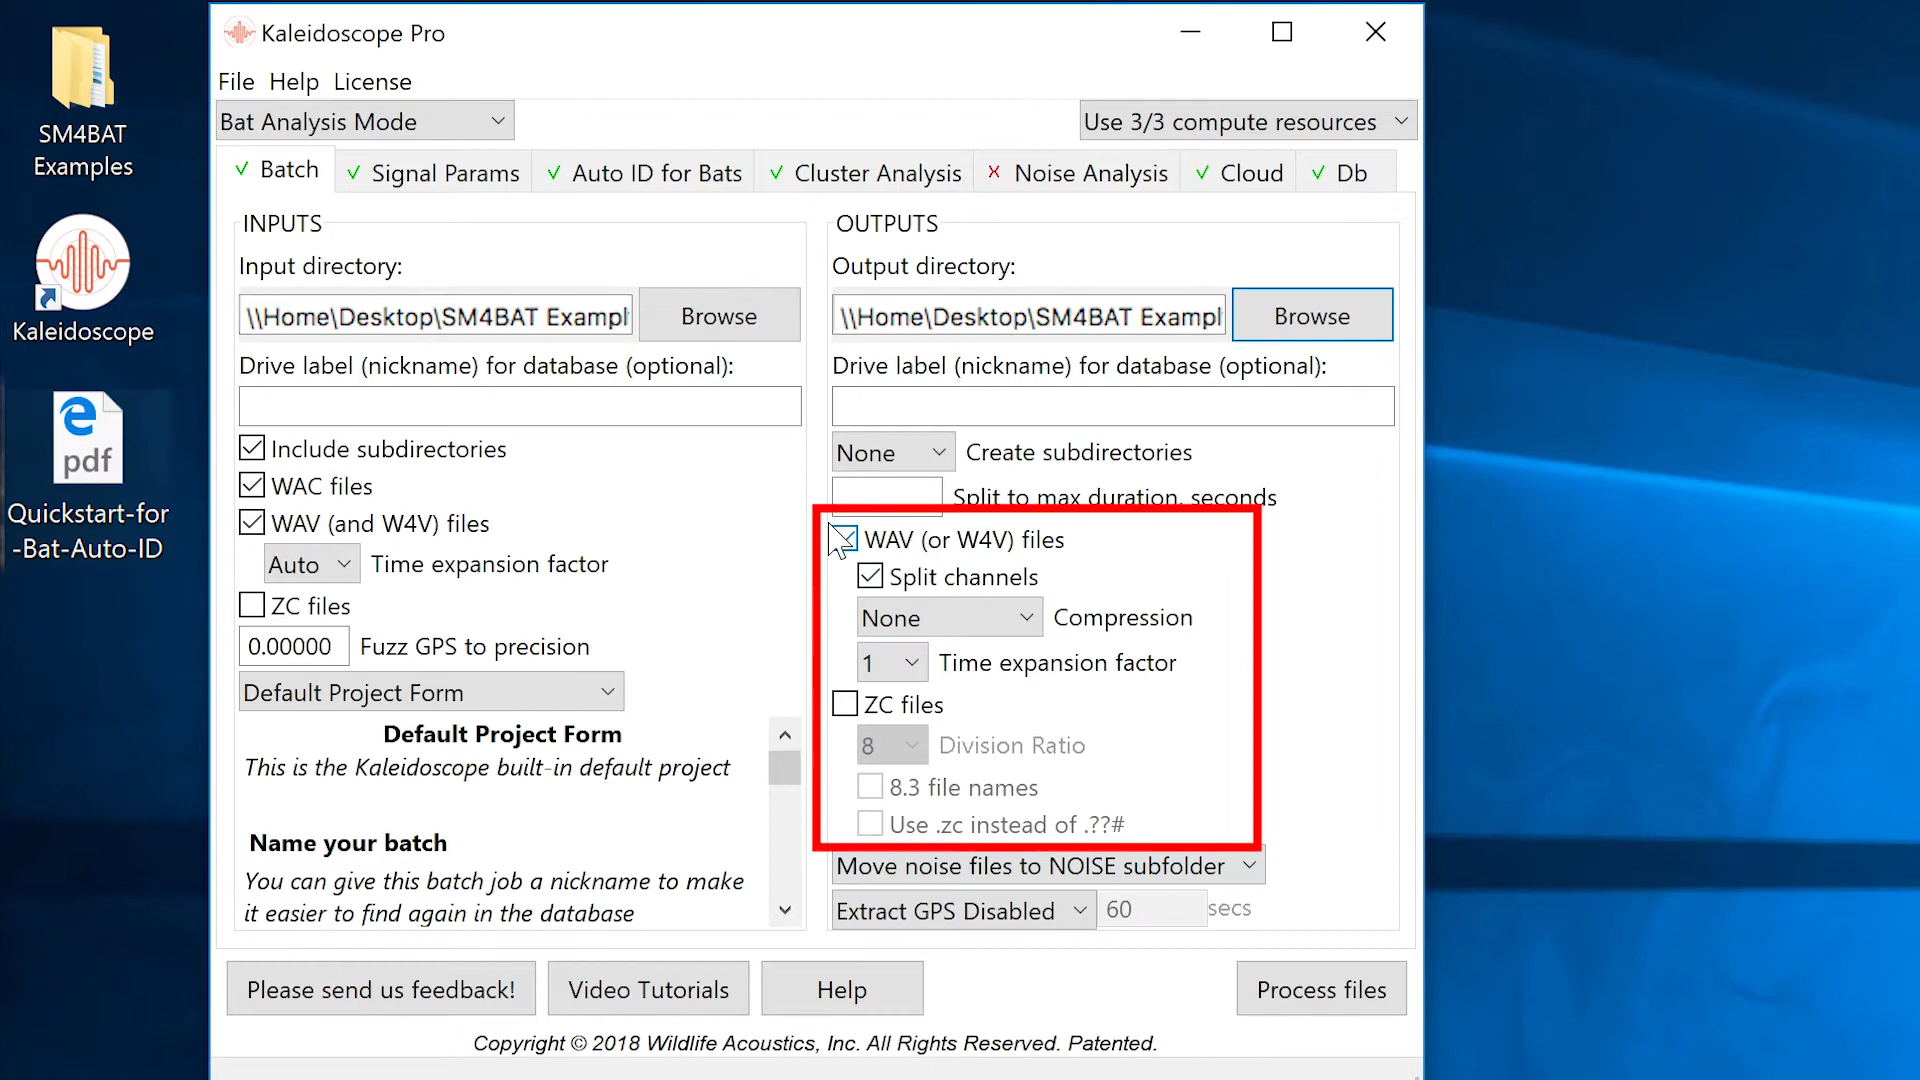 SM4BAT
Examples
Kaleidoscope
pdf
Quickstart-for
-Bat-Auto-ID
Kaleidoscope Pro
File Help License
Bat Analysis Mode
Use 3/3 compute resources
Batch
Signal Params
Auto ID for Bats
Cluster Analysis
Noise Analysis
Cloud
Db
INPUTS
Input directory:
\\Home\Desktop\SM4BAT Exampl
Browse
Drive label (nickname) for database (optional):
Include subdirectories
WAC files
WAV (and W4V) files
Auto Time expansion factor
ZC files
0.00000 Fuzz GPS to precision
Default Project Form
Default Project Form
This is the Kaleidoscope built-in default project
Name your batch
You can give this batch job a nickname to make
it easier to find again in the database
OUTPUTS
Output directory:
\\Home\Desktop\SM4BAT Exampl
Browse
Drive label (nickname) for database (optional):
None Create subdirectories
Split to max duration, seconds
WAV (or W4V) files
Split channels
None Compression
1 Time expansion factor
ZC files
8 Division Ratio
8.3 file names
Use .zc instead of .??#
Move noise files to NOISE subfolder
Extract GPS Disabled 60 secs
Please send us feedback!
Video Tutorials
Help
Process files
Copyright © 2018 Wildlife Acoustics, Inc. All Rights Reserved. Patented.